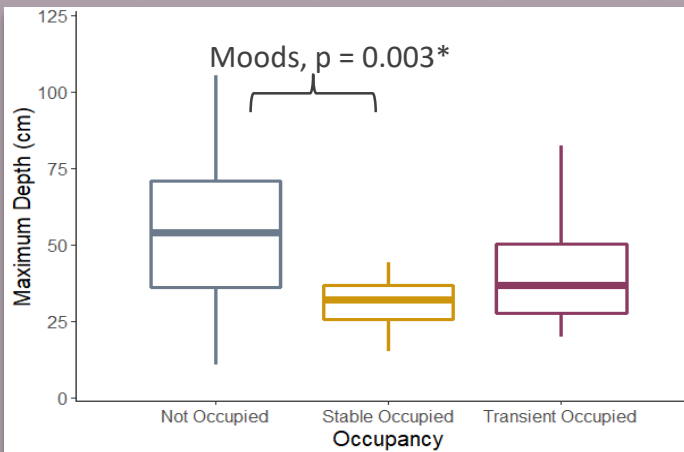 125
Moods, p = 0.003*
100
75
50
25
0
Maximum Depth (cm)
Not Occupied Stable Occupied Transient Occupied
Occupancy